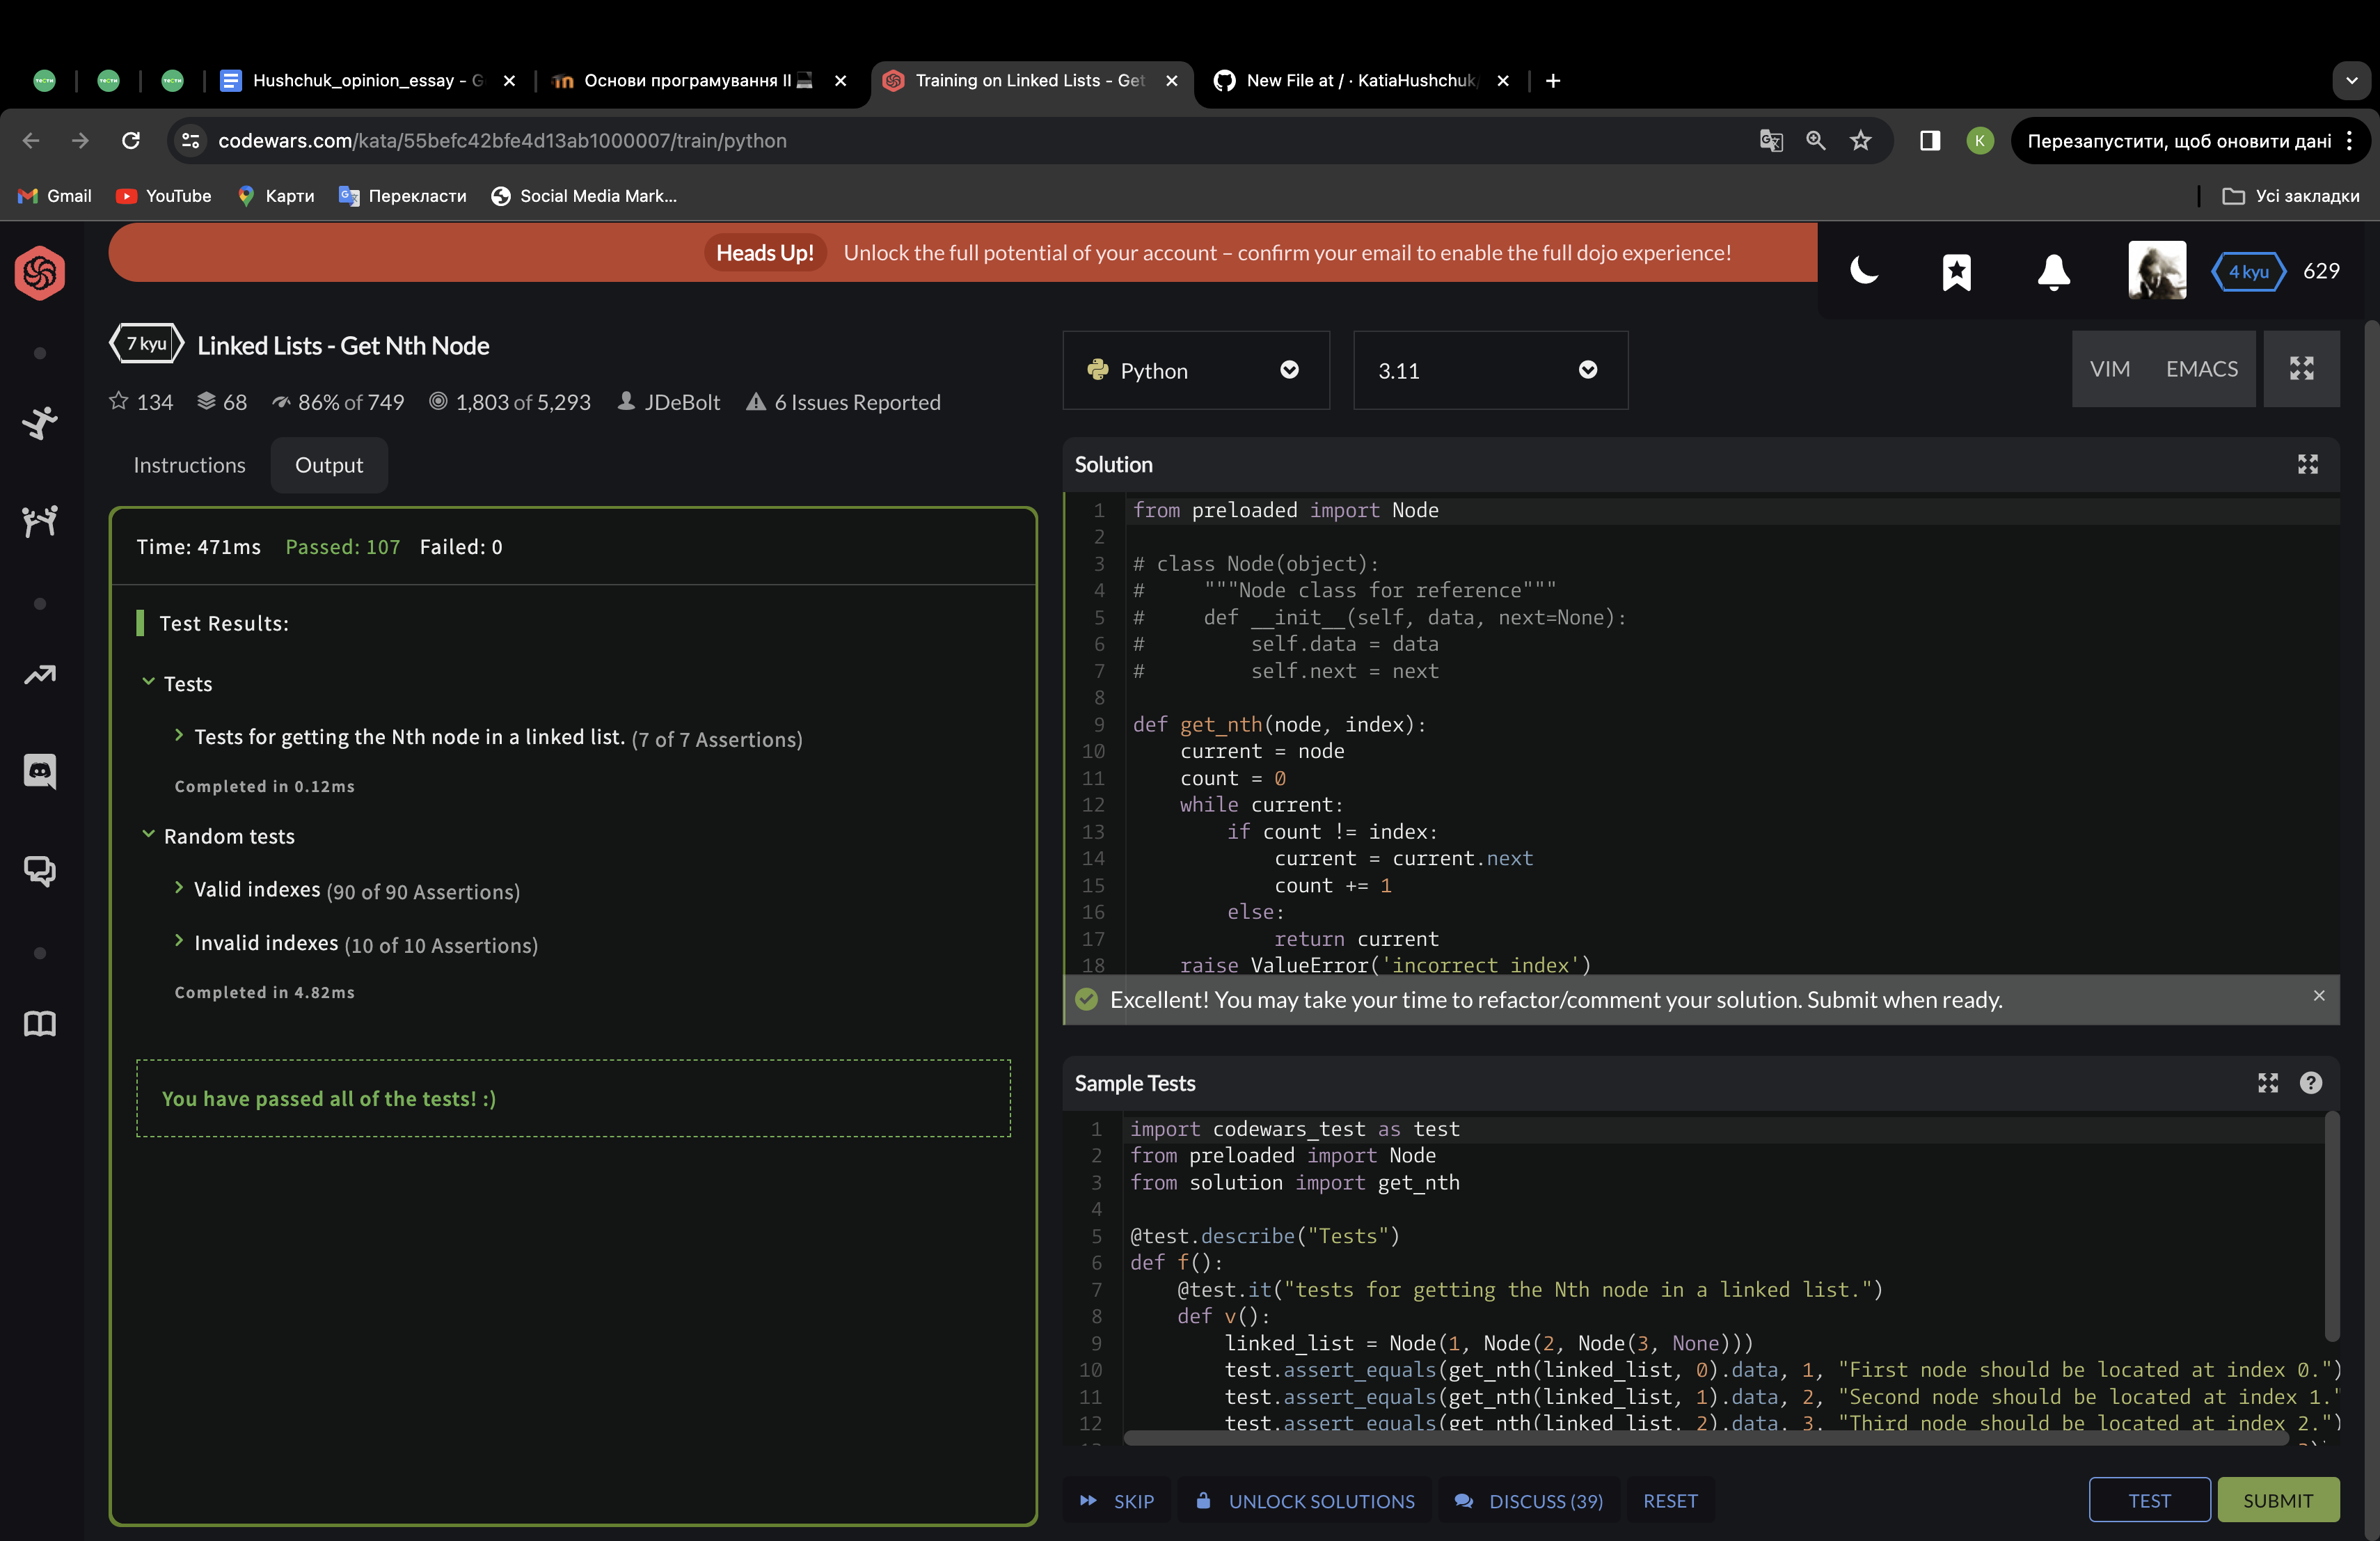 тести
тести
тести
Hushchuk_opinion_essay - G
Основи програмування II
Training on Linked Lists - Get
New File at / · KatiaHushchuk
codewars.com/kata/55befc42bfe4d13ab1000007/train/python
K
Перезапустити, щоб оновити дані
Gmail
YouTube
Карти
Перекласти
Social Media Mark...
Усі закладки
Heads Up! Unlock the full potential of your account – confirm your email to enable the full dojo experience!
4 kyu 629
7 kyu Linked Lists - Get Nth Node
134 68 86% of 749 1,803 of 5,293 JDeBolt 6 Issues Reported
Instructions Output
Time: 471ms Passed: 107 Failed: 0
Test Results:
Tests
Tests for getting the Nth node in a linked list. (7 of 7 Assertions)
Completed in 0.12ms
Random tests
Valid indexes (90 of 90 Assertions)
Invalid indexes (10 of 10 Assertions)
Completed in 4.82ms
You have passed all of the tests! :)
Python 3.11
VIM EMACS
Solution
1 from preloaded import Node
2
3 # class Node(object):
4 #     """Node class for reference"""
5 #     def __init__(self, data, next=None):
6 #         self.data = data
7 #         self.next = next
8
9 def get_nth(node, index):
10     current = node
11     count = 0
12     while current:
13         if count != index:
14             current = current.next
15             count += 1
16         else:
17             return current
18     raise ValueError('incorrect index')
Excellent! You may take your time to refactor/comment your solution. Submit when ready.
Sample Tests
1 import codewars_test as test
2 from preloaded import Node
3 from solution import get_nth
4
5 @test.describe("Tests")
6 def f():
7     @test.it("tests for getting the Nth node in a linked list.")
8     def v():
9         linked_list = Node(1, Node(2, Node(3, None)))
10         test.assert_equals(get_nth(linked_list, 0).data, 1, "First node should be located at index 0.")
11         test.assert_equals(get_nth(linked_list, 1).data, 2, "Second node should be located at index 1."
12         test.assert_equals(get_nth(linked_list, 2).data, 3, "Third node should be located at index 2.")
SKIP UNLOCK SOLUTIONS DISCUSS (39) RESET
TEST SUBMIT